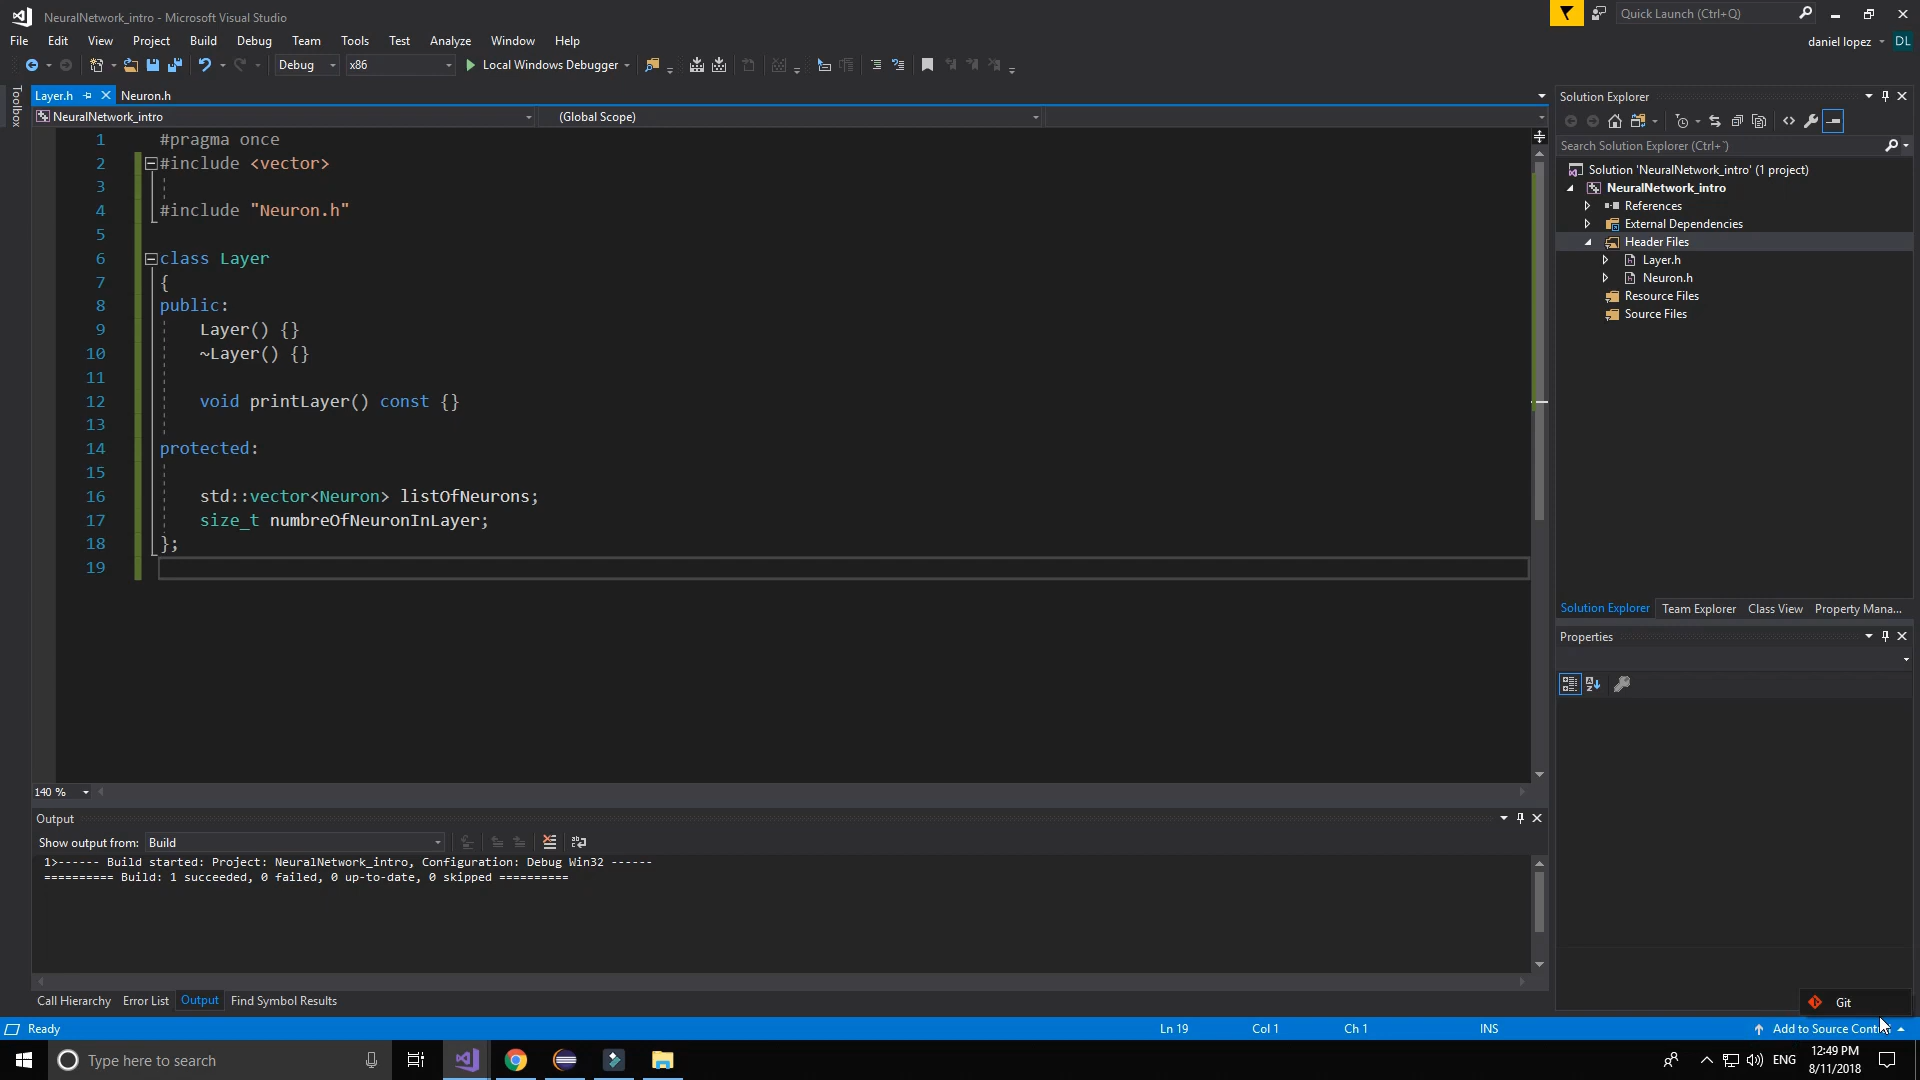 NeuralNetwork_intro - Microsoft Visual Studio
Quick Launch (Ctrl+Q)
File Edit View Project Build Debug Team Tools Test Analyze Window Help
daniel lopez DL
Debug x86 Local Windows Debugger
Toolbox
Layer.h Neuron.h
NeuralNetwork_intro (Global Scope)
1 #pragma once
2 #include <vector>
3
4 #include "Neuron.h"
5
6 class Layer
7 {
8 public:
9 Layer() {}
10 ~Layer() {}
11
12 void printLayer() const {}
13
14 protected:
15
16 std::vector<Neuron> listOfNeurons;
17 size_t numbreOfNeuronInLayer;
18 };
19
140 %
Solution Explorer
Search Solution Explorer (Ctrl+`)
Solution 'NeuralNetwork_intro' (1 project)
NeuralNetwork_intro
References
External Dependencies
Header Files
Layer.h
Neuron.h
Resource Files
Source Files
Solution Explorer Team Explorer Class View Property Mana...
Properties
Output
Show output from: Build
1>------ Build started: Project: NeuralNetwork_intro, Configuration: Debug Win32 ------
========== Build: 1 succeeded, 0 failed, 0 up-to-date, 0 skipped ==========
Call Hierarchy Error List Output Find Symbol Results
Git
Ready Ln 19 Col 1 Ch 1 INS Add to Source Cont
Type here to search
ENG
12:49 PM
8/11/2018